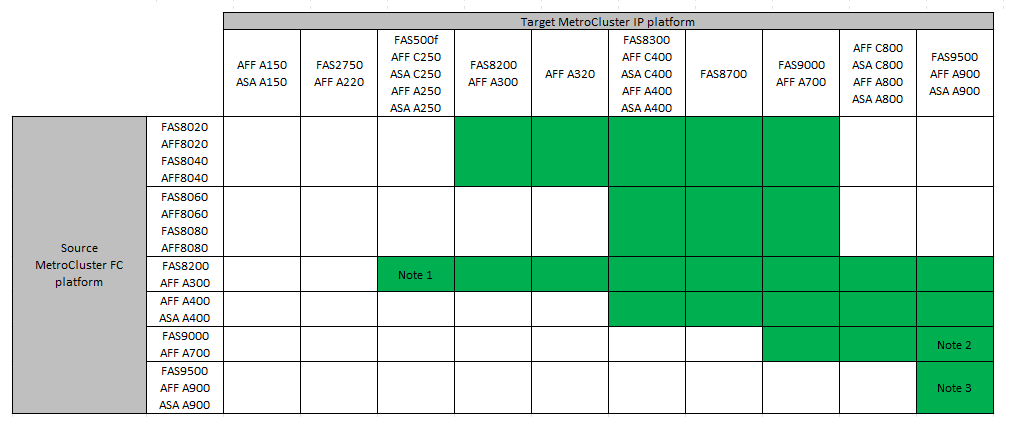 Target MetroCluster IP platform
AFF A150
ASA A150
FAS2750
AFF A220
FAS500f
AFF C250
ASA C250
AFF A250
ASA A250
FAS8200
AFF A300
AFF A320
FAS8300
AFF C400
ASA C400
AFF A400
ASA A400
FAS8700
FAS9000
AFF A700
AFF C800
ASA C800
AFF A800
ASA A800
FAS9500
AFF A900
ASA A900
Source
MetroCluster FC
platform
FAS8020
AFF8020
FAS8040
AFF8040
FAS8060
AFF8060
FAS8080
AFF8080
FAS8200
AFF A300
Note 1
AFF A400
ASA A400
FAS9000
AFF A700
Note 2
FAS9500
AFF A900
ASA A900
Note 3